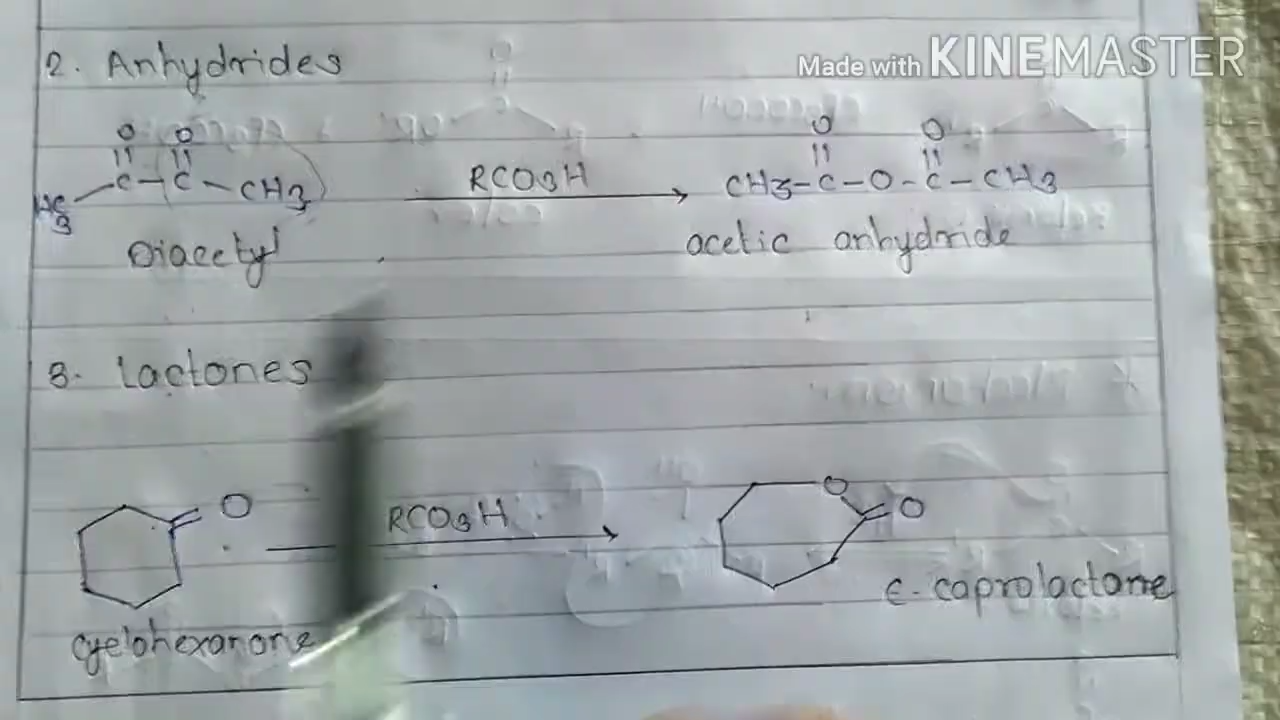 2. Anhydrides
Made with KINEMASTER
O O
H3C C - C - CH3
RCO3H
O O
CH3 - C - O - C - CH3
Diacetyl
acetic anhydride
3. Lactones
O
RCO3H
O
O
cyclohexanone
ε-caprolactone